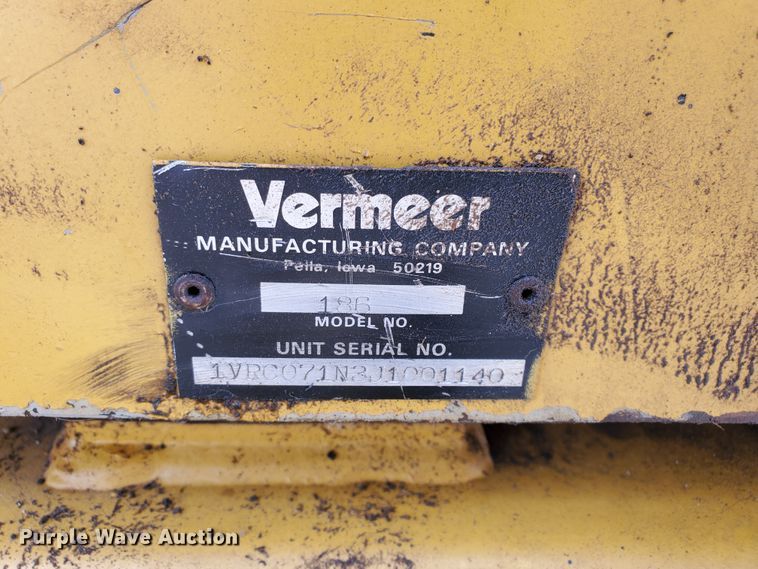 Vermeer
MANUFACTURING COMPANY
Pella, Iowa 50219
186
MODEL NO.
UNIT SERIAL NO.
1VRC071N3J1001140
Purple Wave Auction